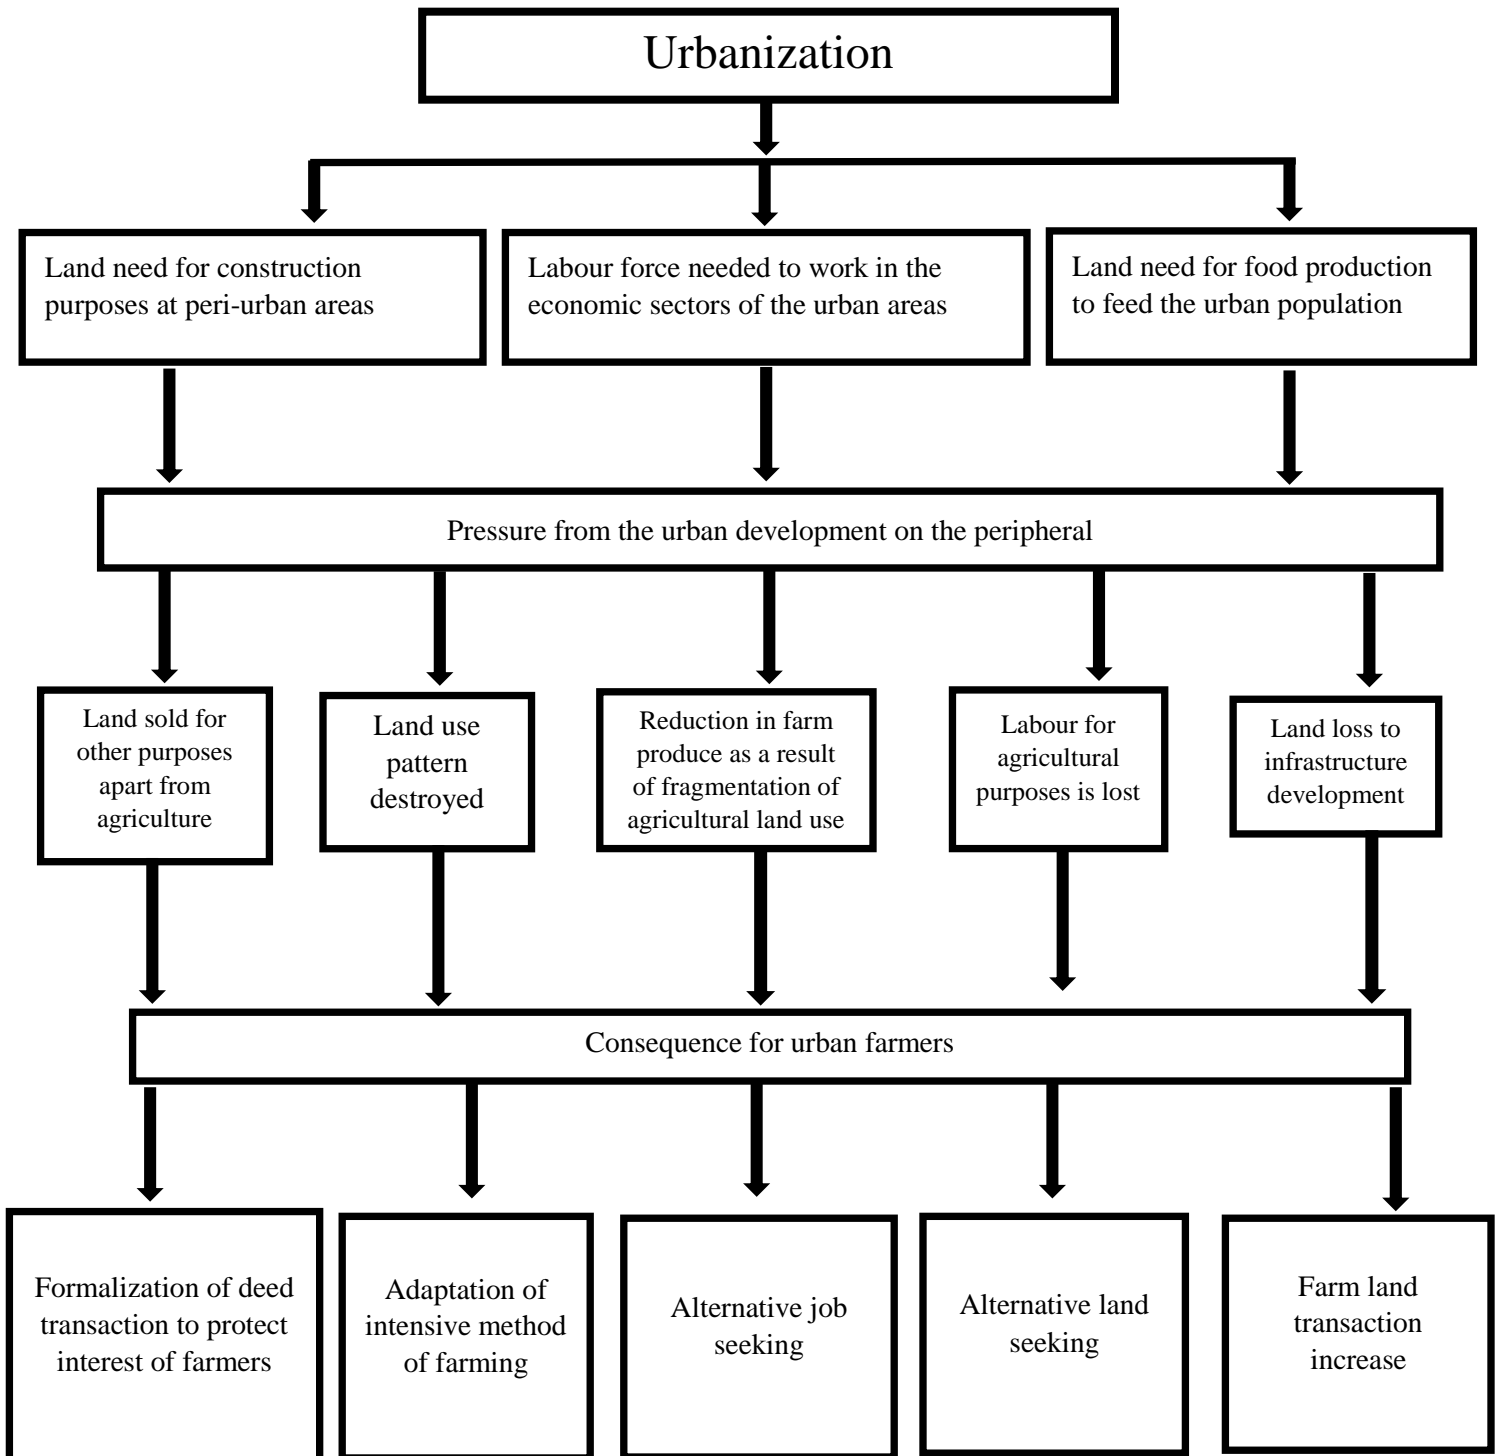 Urbanization
Land need for construction
purposes at peri-urban areas
Labour force needed to work in the
economic sectors of the urban areas
Land need for food production
to feed the urban population
Pressure from the urban development on the peripheral
Land sold for
other purposes
apart from
agriculture
Land use
pattern
destroyed
Reduction in farm
produce as a result
of fragmentation of
agricultural land use
Labour for
agricultural
purposes is lost
Land loss to
infrastructure
development
Consequence for urban farmers
Formalization of deed
transaction to protect
interest of farmers
Adaptation of
intensive method
of farming
Alternative job
seeking
Alternative land
seeking
Farm land
transaction
increase